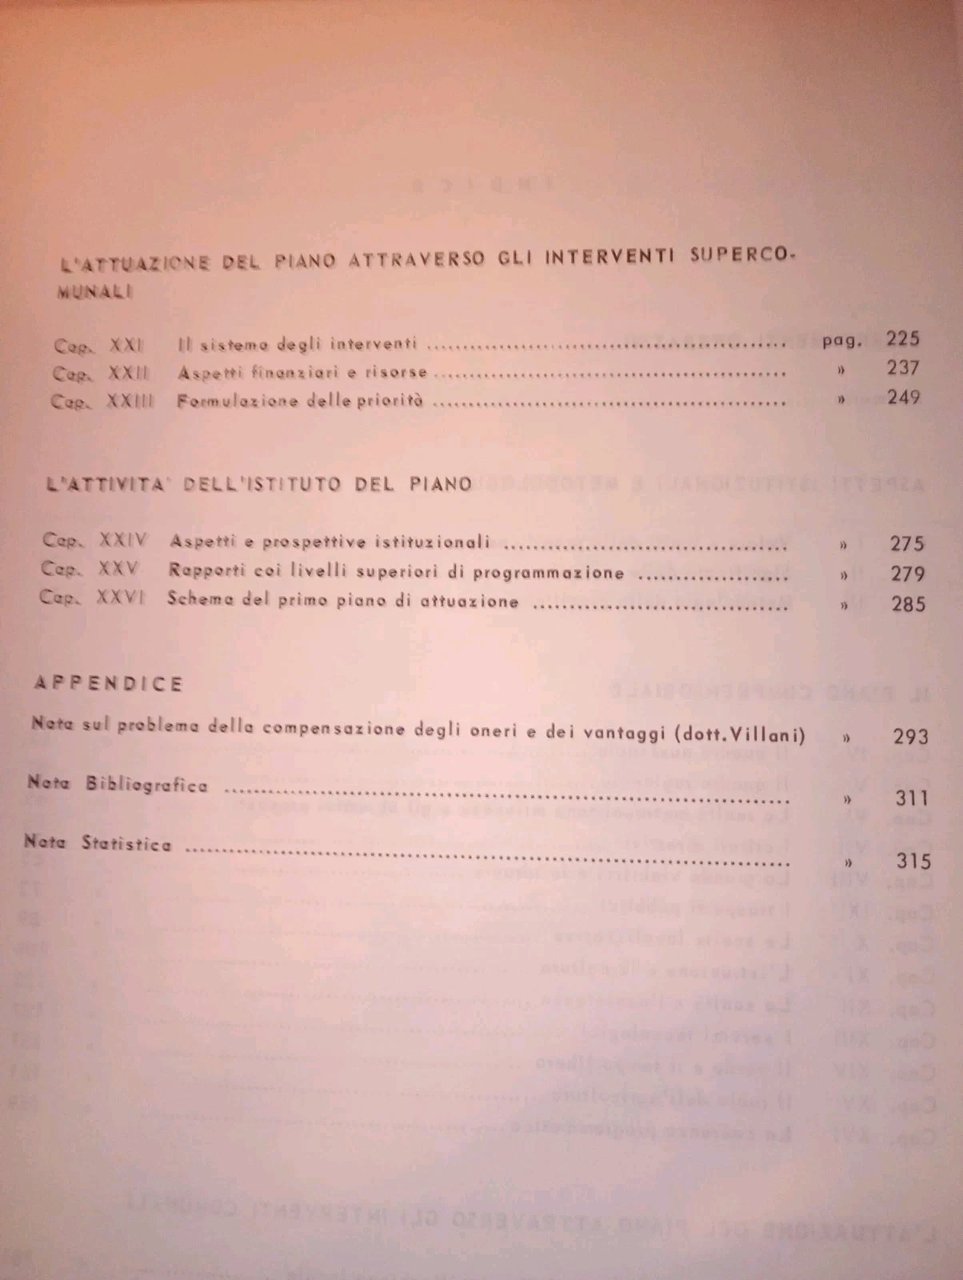 L'ATTUAZIONE DEL PIANO ATTRAVERSO GLI INTERVENTI SUPERCO-
MUNALI
Cap. XXI Il sistema degli interventi ........ pag. 225
Cap. XXII Aspetti finanziari e risorse ........ » 237
Cap. XXIII Formulazione delle priorità ........ » 249
L'ATTIVITA' DELL'ISTITUTO DEL PIANO
Cap. XXIV Aspetti e prospettive istituzionali ........ » 275
Cap. XXV Rapporti coi livelli superiori di programmazione ........ » 279
Cap. XXVI Schema del primo piano di attuazione ........ » 285
APPENDICE
Nota sul problema della compensazione degli oneri e dei vantaggi (dott.Villani) » 293
Nota Bibliografica ........ » 311
Nota Statistica ........ » 315